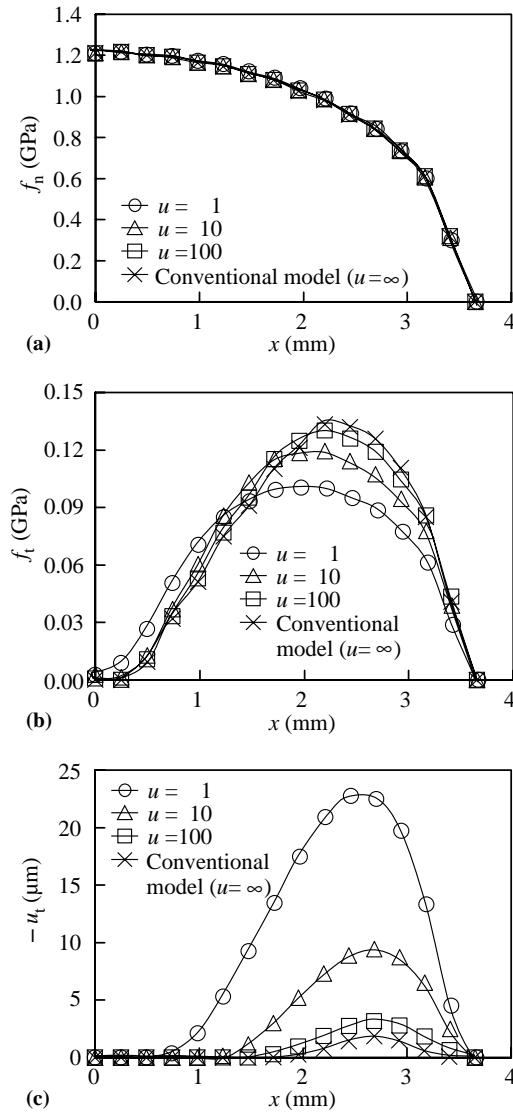 1.4
1.2
1.0
0.8
0.6
0.4
0.2
0.0
f_n (GPa)
u = 1
u = 10
u =100
Conventional model (u=∞)
0 1 2 3 4
x (mm)
(a)
0.15
0.12
0.09
0.06
0.03
0.00
f_t (GPa)
u = 1
u = 10
u =100
Conventional
model (u= ∞)
0 1 2 3 4
x (mm)
(b)
25
20
15
10
5
0
−u_t (μm)
u = 1
u = 10
u =100
Conventional
model (u= ∞)
0 1 2 3 4
x (mm)
(c)